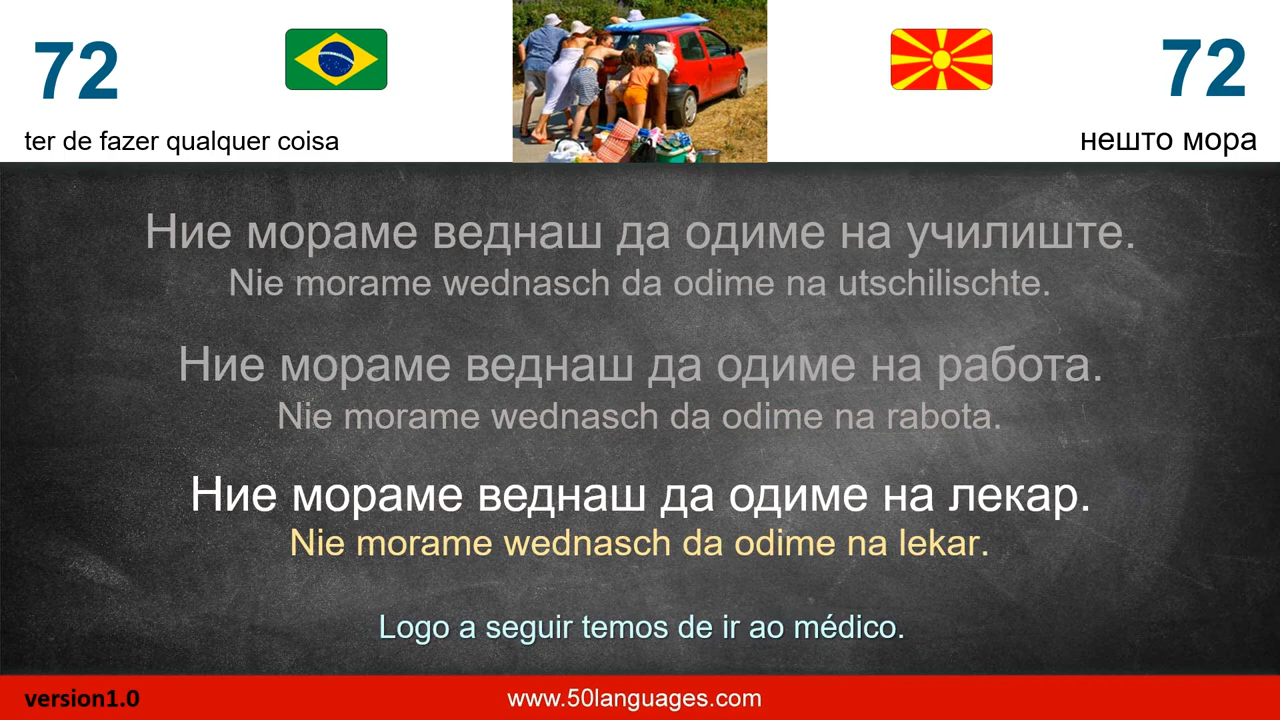 72
72
ter de fazer qualquer coisa
нешто мора
Ние мораме веднаш да одиме на училиште.
Nie morame wednasch da odime na utschilischte.
Ние мораме веднаш да одиме на работа.
Nie morame wednasch da odime na rabota.
Ние мораме веднаш да одиме на лекар.
Nie morame wednasch da odime na lekar.
Logo a seguir temos de ir ao médico.
version1.0
www.50languages.com